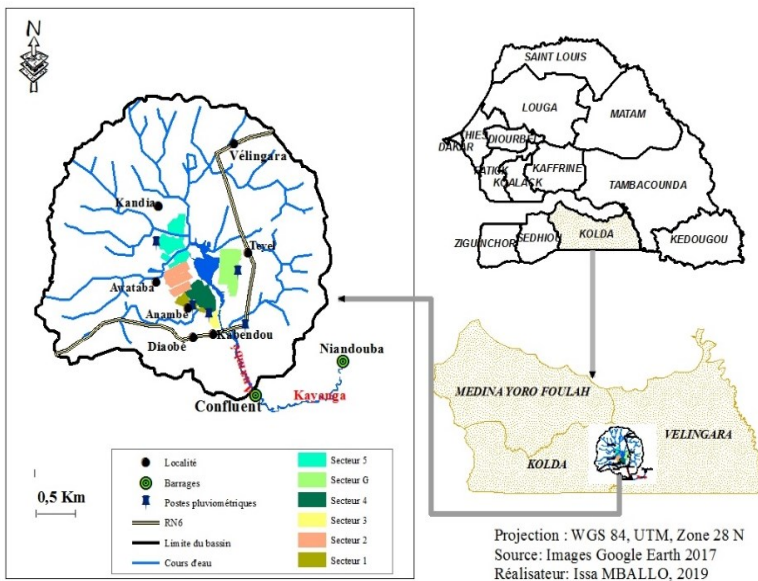 N
Vélingara
Kandia
Teyel
Ayataba
Anambé
Kabendou
Diaobé
Niandouba
Kayanga
Confluent
0,5 Km
Localité
Barrages
Postes pluviométriques
RN6
Limite du bassin
Cours d'eau
Secteur 5
Secteur G
Secteur 4
Secteur 3
Secteur 2
Secteur 1
SAINT LOUIS
LOUGA
MATAM
THIES
DIOURBEL
DAKAR
FATICK
KAOLACK
KAFFRINE
TAMBACOUNDA
ZIGUINCHOR
SEDHIOU
KOLDA
KEDOUGOU
MEDINA YORO FOULAH
VELINGARA
KOLDA
Projection : WGS 84, UTM, Zone 28 N
Source: Images Google Earth 2017
Réalisateur: Issa MBALLO, 2019